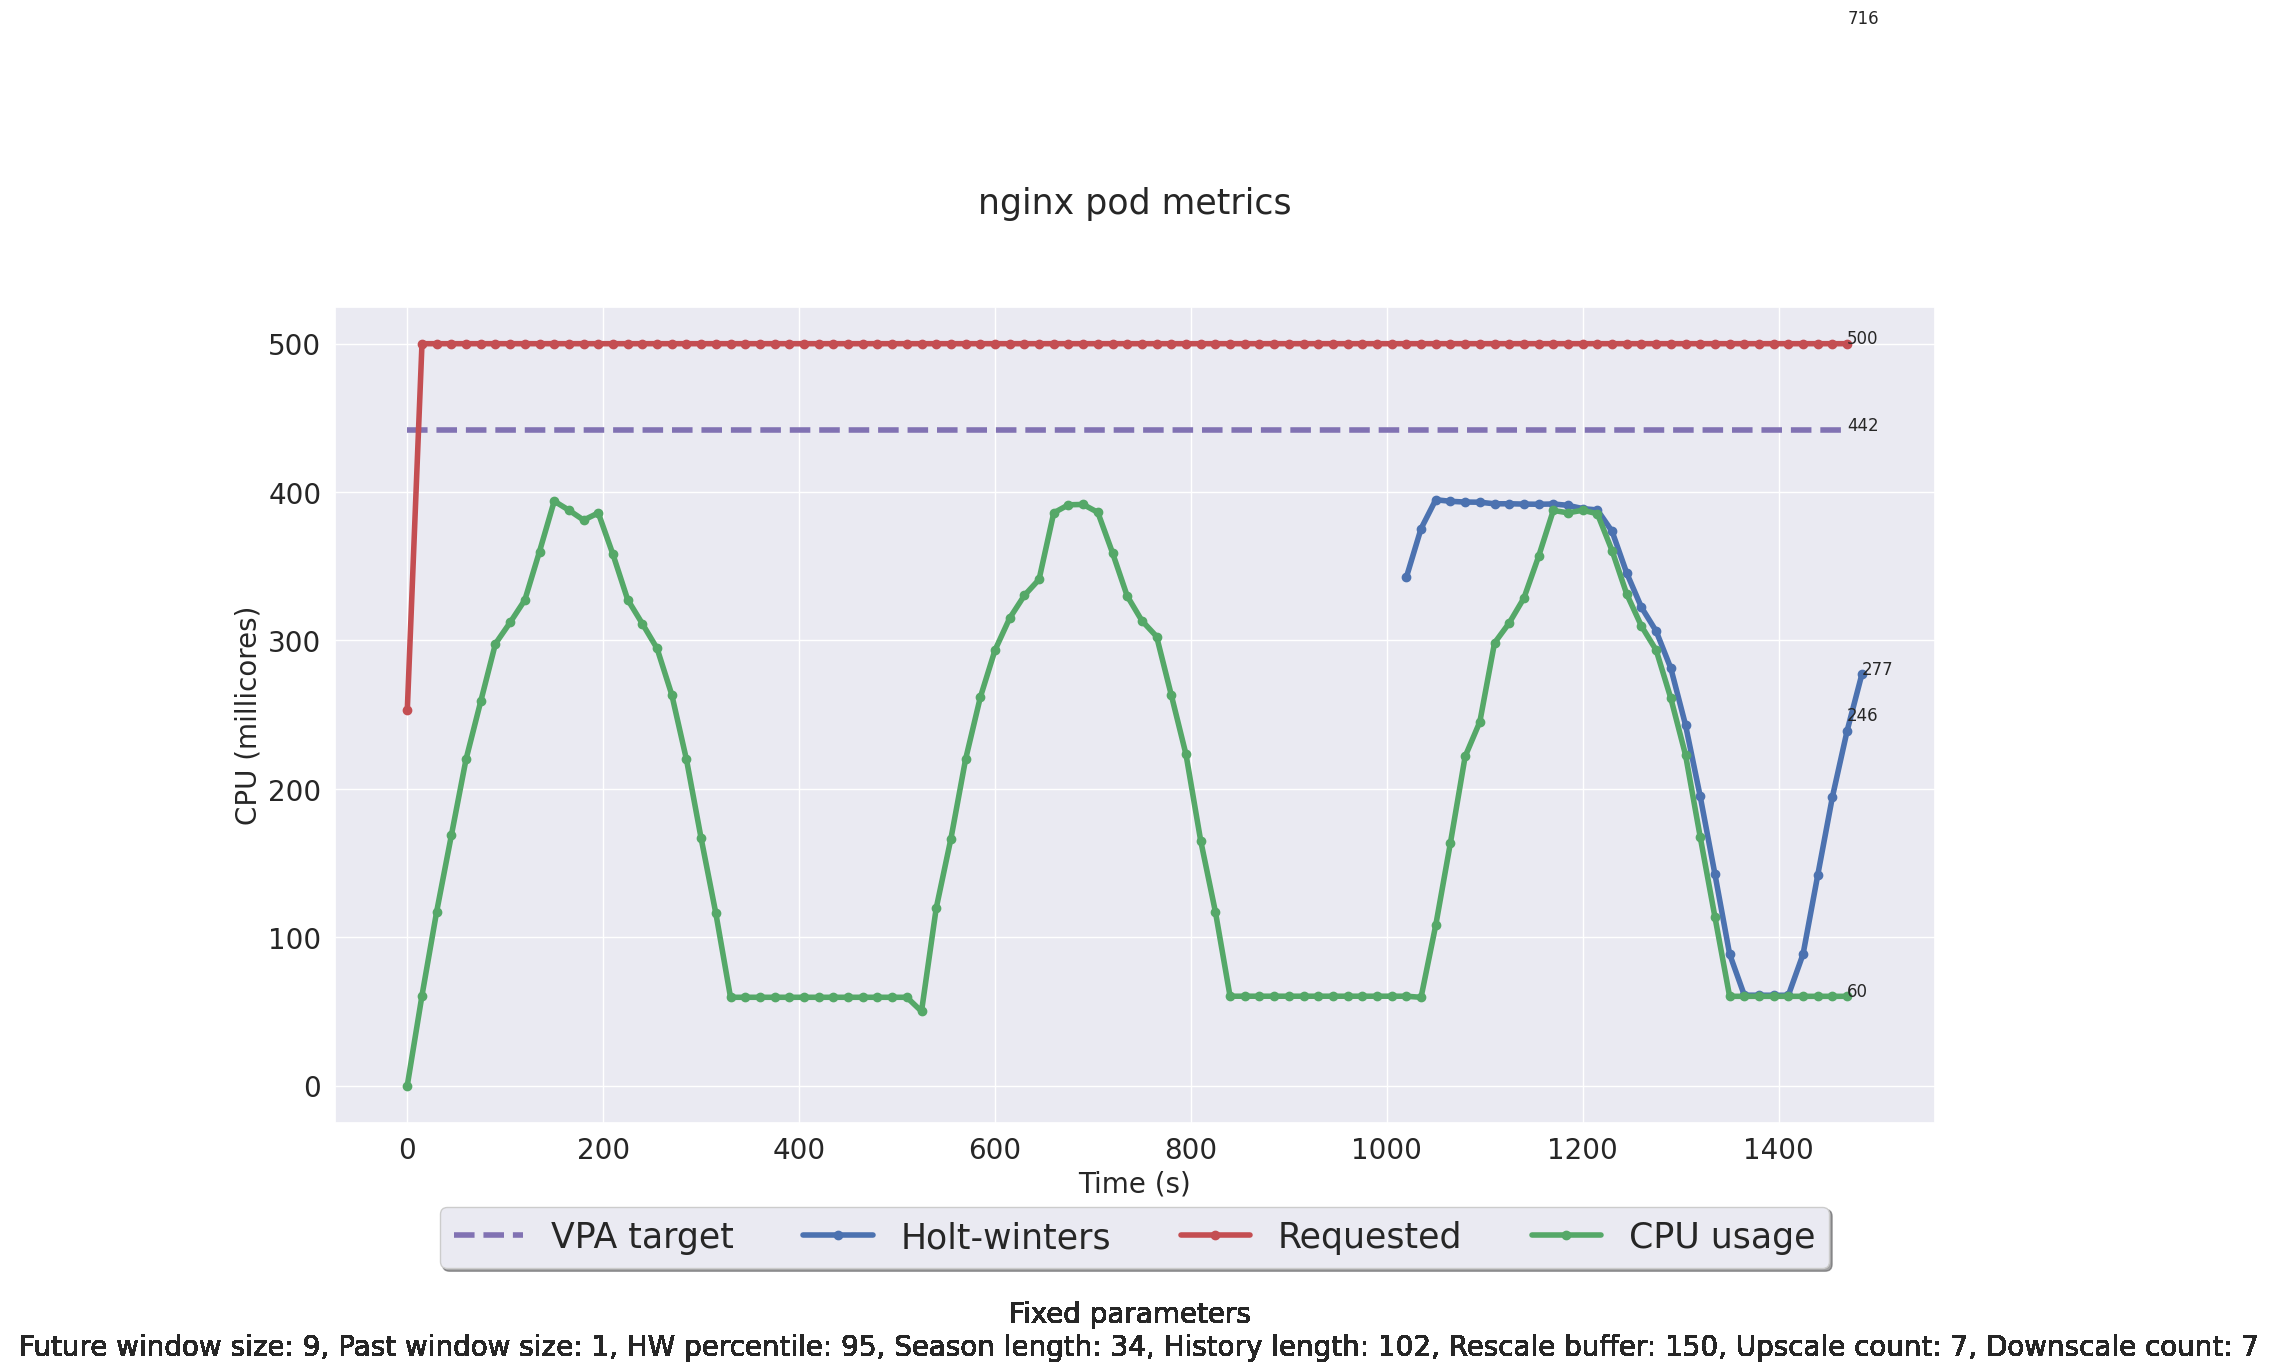 716
nginx pod metrics
500
400
300
200
100
0
CPU (millicores)
500
442
277
246
60
0 200 400 600 800 1000 1200 1400
Time (s)
VPA target Holt-winters Requested CPU usage
Fixed parameters
Future window size: 9, Past window size: 1, HW percentile: 95, Season length: 34, History length: 102, Rescale buffer: 150, Upscale count: 7, Downscale count: 7